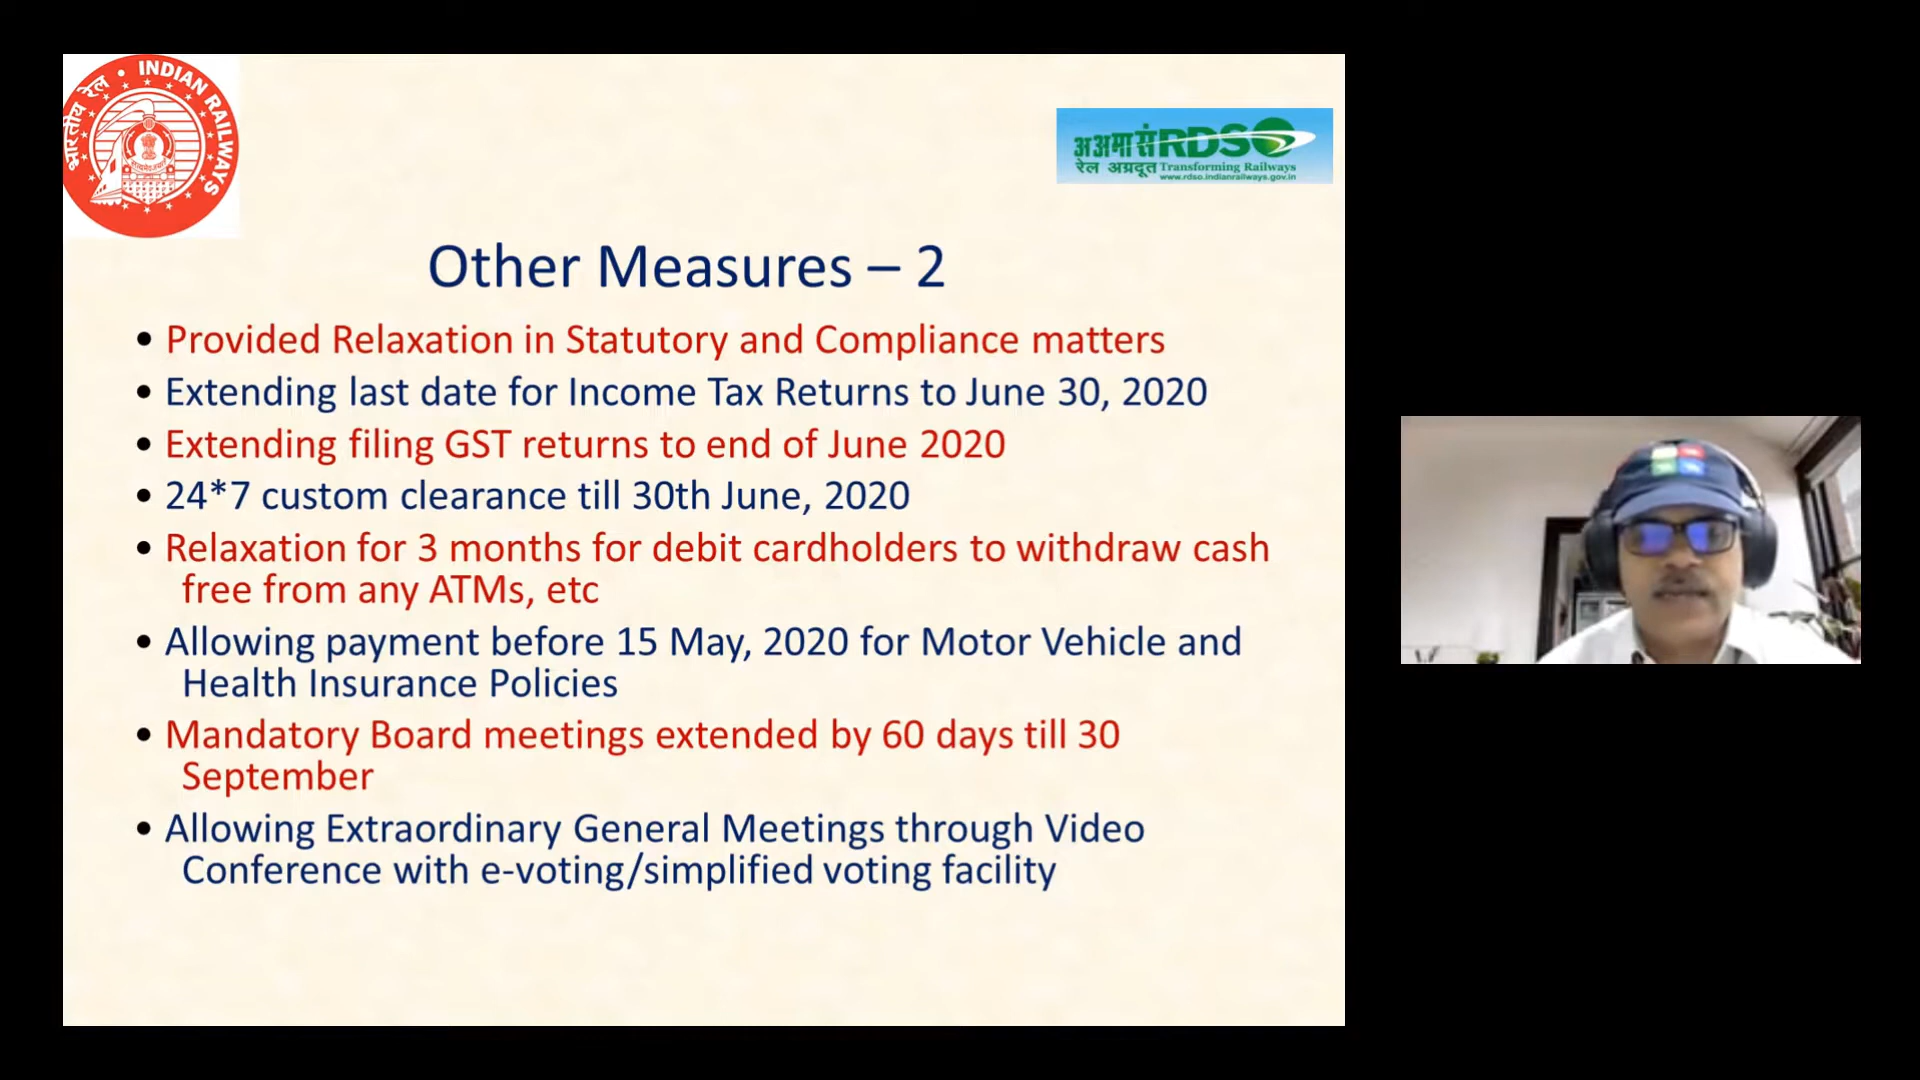 भारतीय रेल • INDIAN RAILWAYS
अअमासं RDSO
रेल अग्रदूत Transforming Railways
www.rdso.indianrailways.gov.in
Other Measures – 2
• Provided Relaxation in Statutory and Compliance matters
• Extending last date for Income Tax Returns to June 30, 2020
• Extending filing GST returns to end of June 2020
• 24*7 custom clearance till 30th June, 2020
• Relaxation for 3 months for debit cardholders to withdraw cash
free from any ATMs, etc
• Allowing payment before 15 May, 2020 for Motor Vehicle and
Health Insurance Policies
• Mandatory Board meetings extended by 60 days till 30
September
• Allowing Extraordinary General Meetings through Video
Conference with e-voting/simplified voting facility